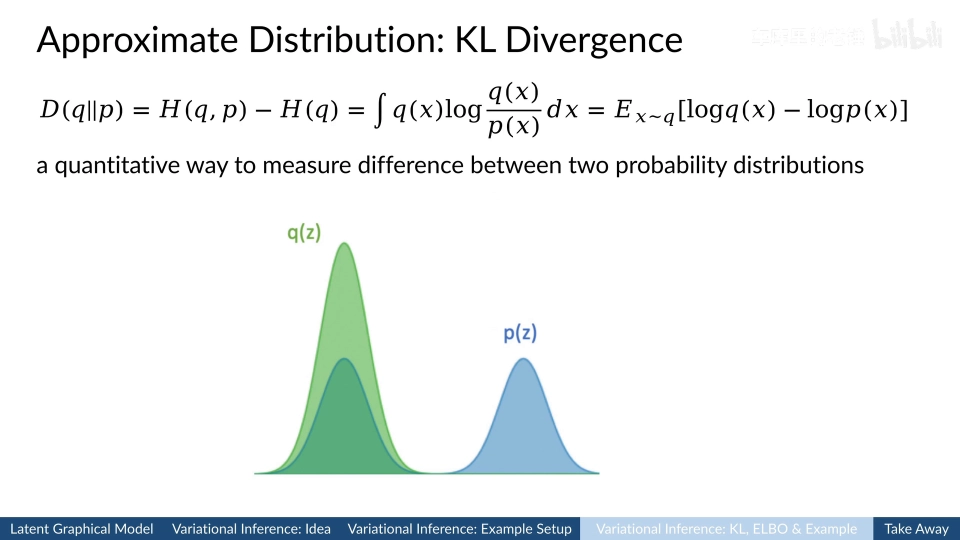 Approximate Distribution: KL Divergence
bilibili
D(q||p) = H(q, p) − H(q) = ∫ q(x)log q(x)/p(x) dx = E_{x~q}[logq(x) − logp(x)]
a quantitative way to measure difference between two probability distributions
q(z)
p(z)
Latent Graphical Model Variational Inference: Idea Variational Inference: Example Setup Variational Inference: KL, ELBO & Example Take Away